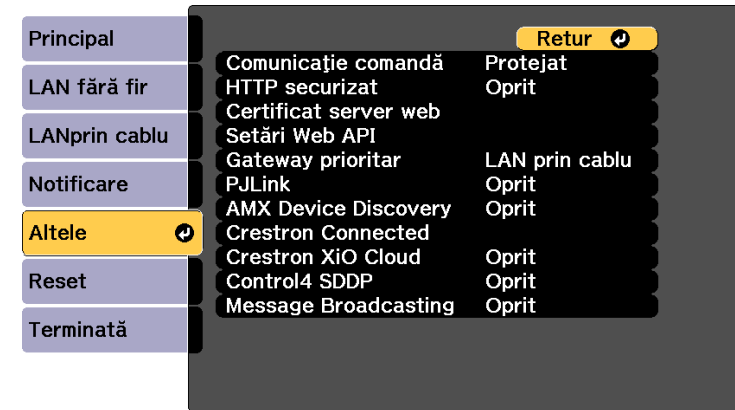 Principal
LAN fără fir
LANprin cablu
Notificare
Altele
Reset
Terminată
Retur
Comunicaţie comandă Protejat
HTTP securizat Oprit
Certificat server web
Setări Web API
Gateway prioritar LAN prin cablu
PJLink Oprit
AMX Device Discovery Oprit
Crestron Connected
Crestron XiO Cloud Oprit
Control4 SDDP Oprit
Message Broadcasting Oprit